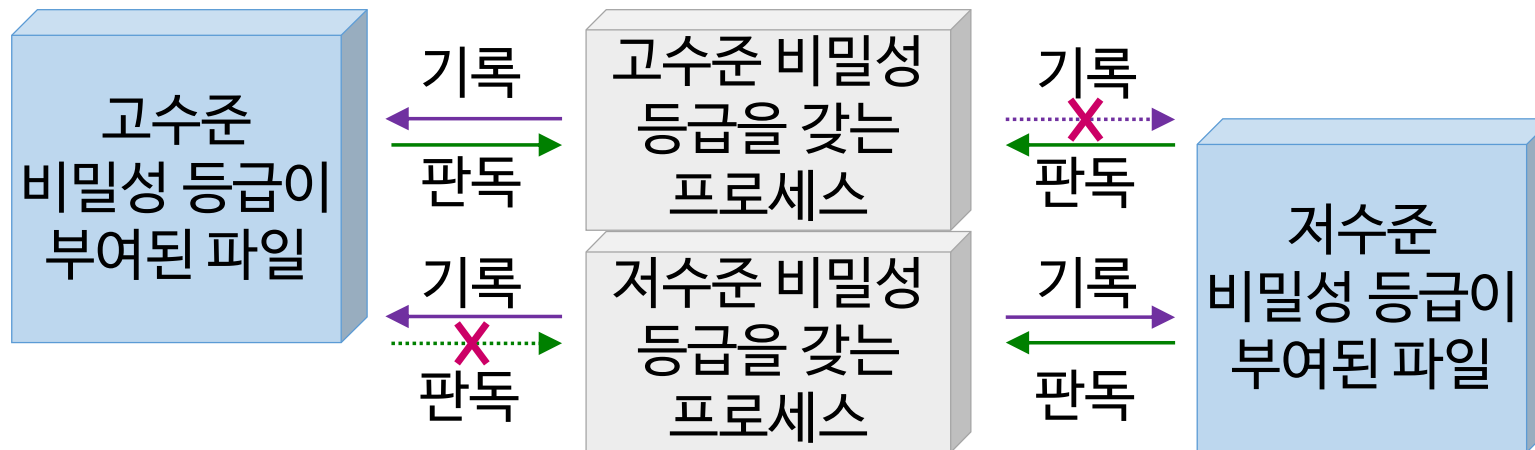 고수준
비밀성 등급이
부여된 파일
기록
판독
고수준 비밀성
등급을 갖는
프로세스
기록
판독
기록
판독
저수준 비밀성
등급을 갖는
프로세스
기록
판독
저수준
비밀성 등급이
부여된 파일